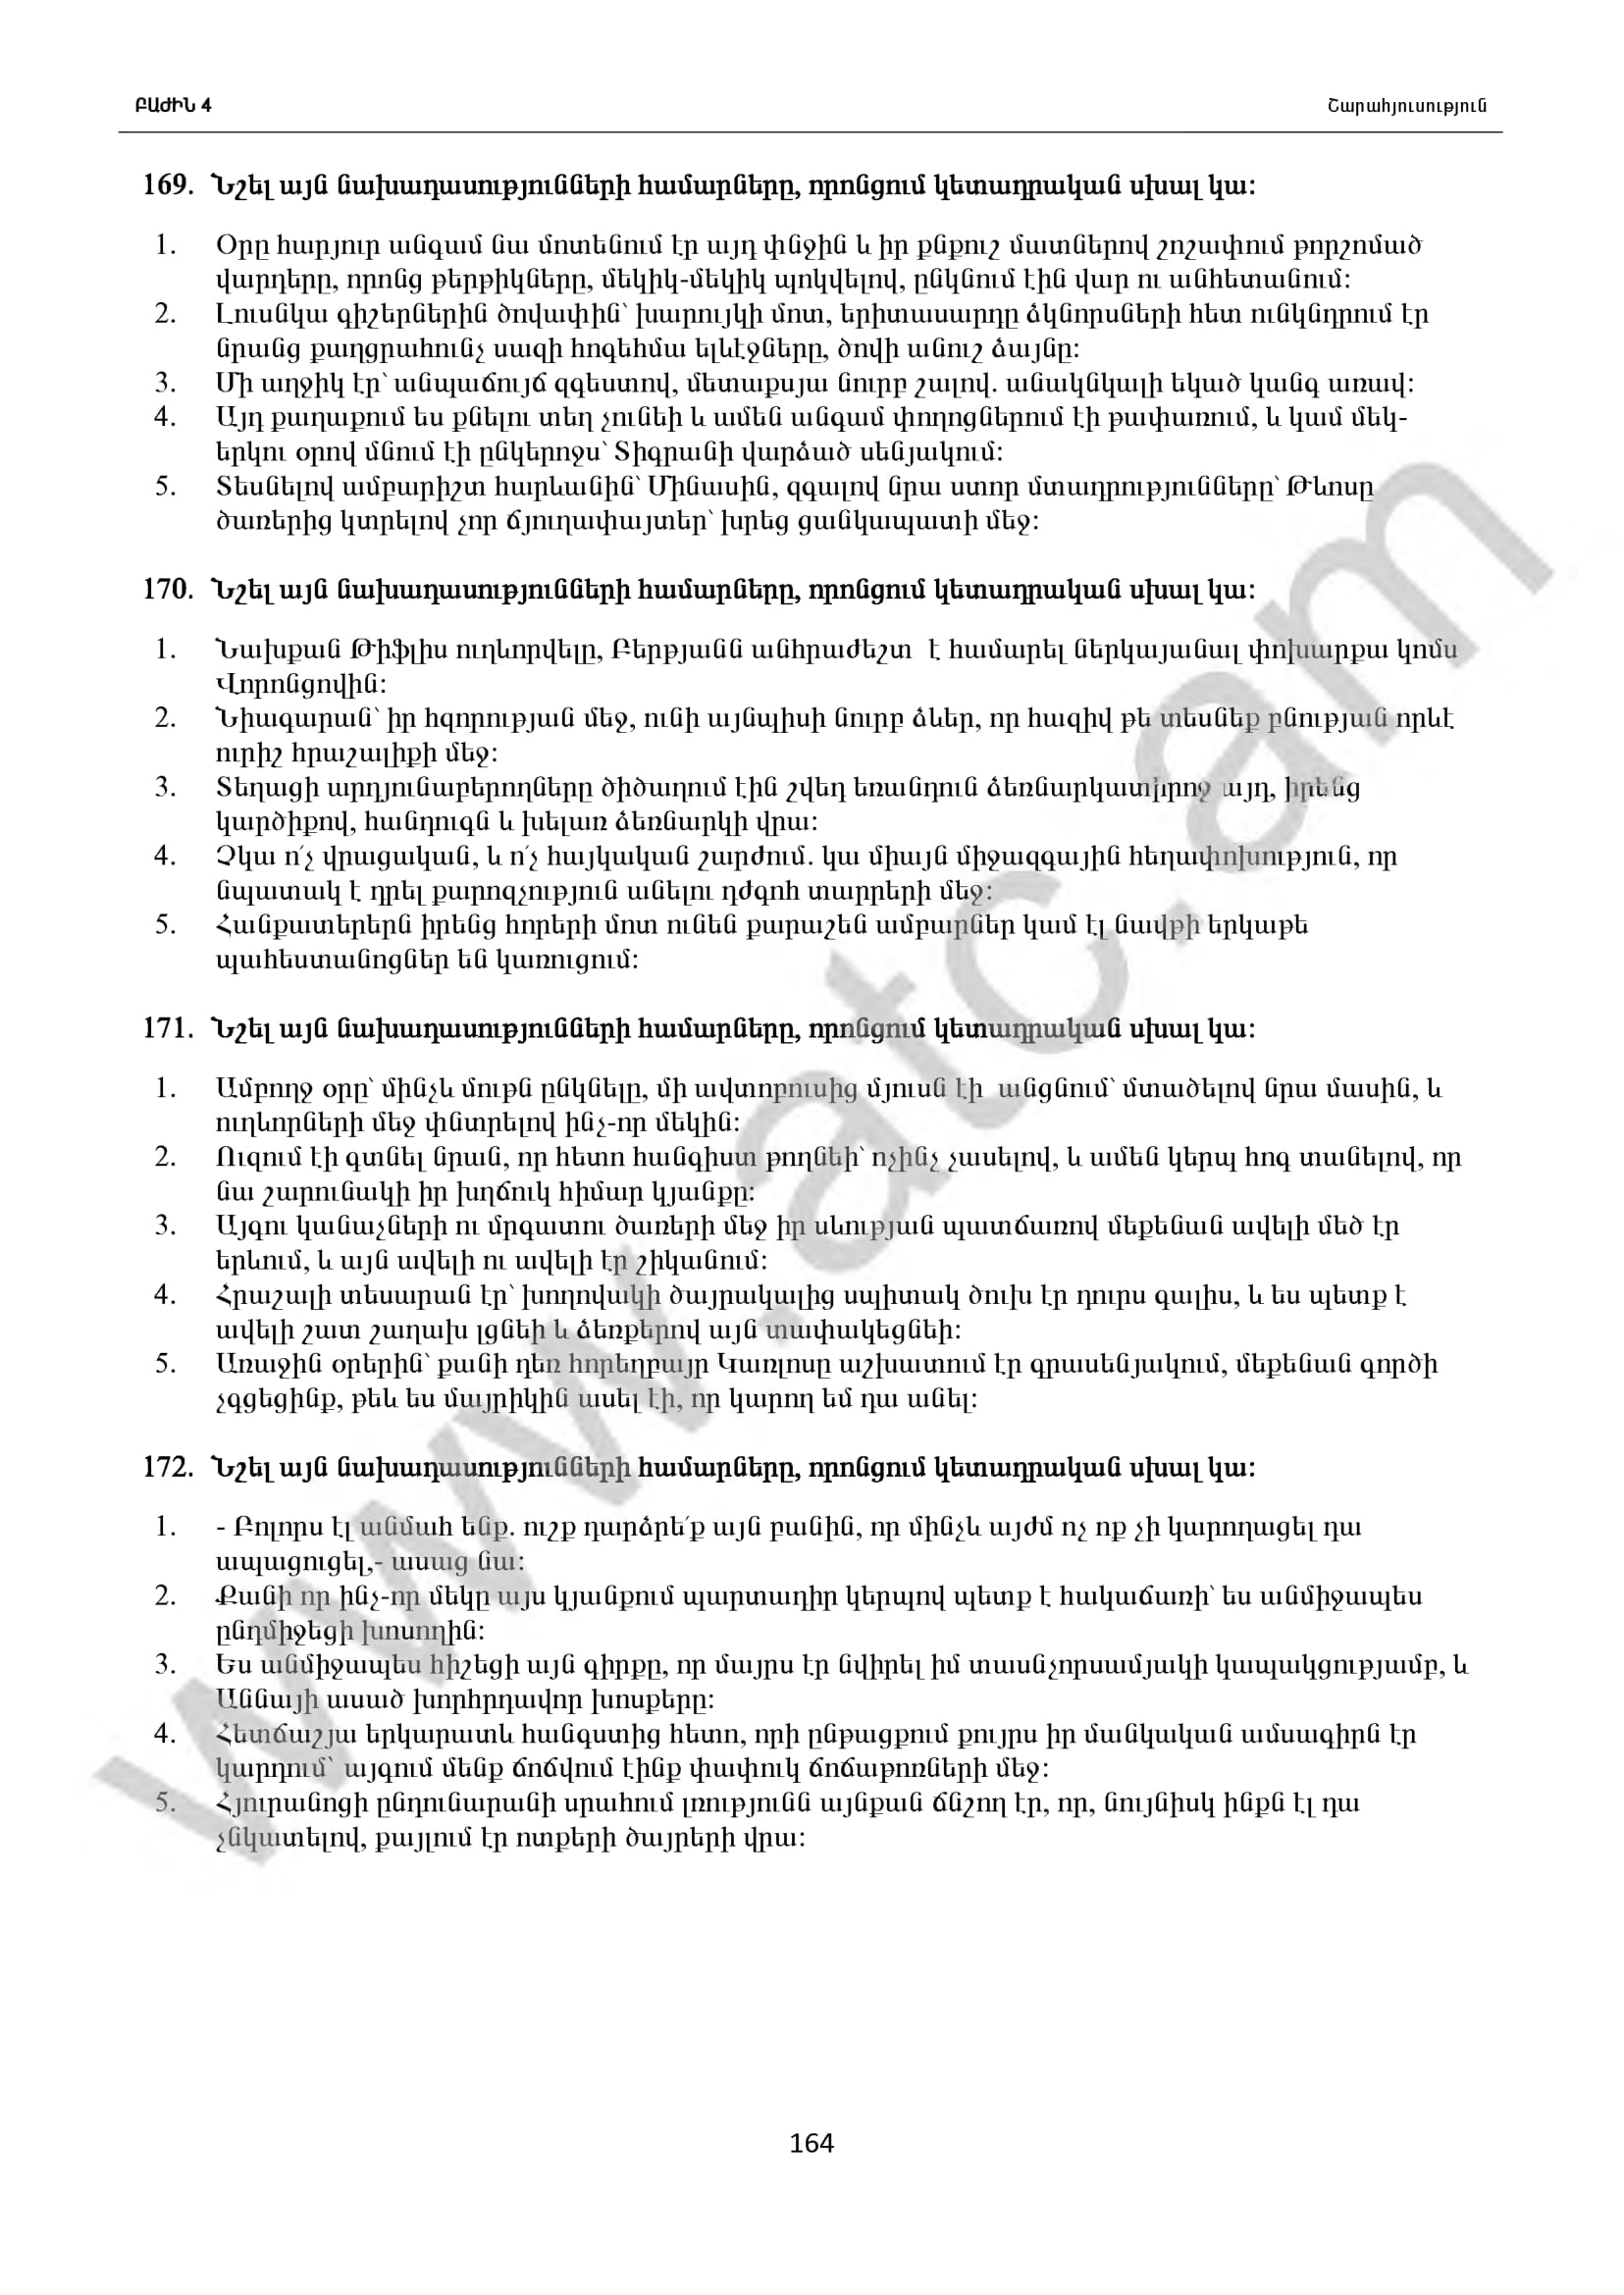 ԲԱԺԻՆ 4 Շարահյուսություն
169. Նշել այն նախադասությունների համարները, որոնցում կետադրական սխալ կա:
1. Օրը հարյուր անգամ նա մոտենում էր այդ փնջին և իր քնքուշ մատներով շոշափում թորշոմած
վարդերը, որոնց թերթիկները, մեկիկ-մեկիկ պոկվելով, ընկնում էին վար ու անհետանում:
2. Լուսնկա գիշերներին ծովափին՝ խարույկի մոտ, երիտասարդը ձկնորսների հետ ունկնդրում էր
նրանց քաղցրահունչ սազի հոգեհմա ելևէջները, ծովի անուշ ձայնը:
3. Մի աղջիկ էր՝ անպաճույճ զգեստով, մետաքսյա նուրբ շալով. անակնկալի եկած կանգ առավ:
4. Այդ քաղաքում ես քնելու տեղ չունեի և ամեն անգամ փողոցներում էի թափառում, և կամ մեկ-
երկու օրով մնում էի ընկերոջս՝ Տիգրանի վարձած սենյակում:
5. Տեսնելով ամբարիշտ հարևանին՝ Մինասին, զգալով նրա ստոր մտադրությունները՝ Թևոսը
ծառերից կտրելով չոր ճյուղափայտեր՝ խրեց ցանկապատի մեջ:
170. Նշել այն նախադասությունների համարները, որոնցում կետադրական սխալ կա:
1. Նախքան Թիֆլիս ուղևորվելը, Բերթյանն անհրաժեշտ է համարել ներկայանալ փոխարքա կոմս
Վորոնցովին:
2. Նիագարան՝ իր հզորության մեջ, ունի այնպիսի նուրբ ձևեր, որ հազիվ թե տեսնեք բնության որևէ
ուրիշ հրաշալիքի մեջ:
3. Տեղացի արդյունաբերողները ծիծաղում էին շվեդ եռանդուն ձեռնարկատիրոջ այդ, իրենց
կարծիքով, հանդուգն և խելառ ձեռնարկի վրա:
4. Չկա ո՛չ վրացական, և ո՛չ հայկական շարժում. կա միայն միջազգային հեղափոխություն, որ
նպատակ է դրել քարոզչություն անելու դժգոհ տարրերի մեջ:
5. Հանքատերերն իրենց հորերի մոտ ունեն քարաշեն ամբարներ կամ էլ նավթի երկաթե
պահեստանոցներ են կառուցում:
171. Նշել այն նախադասությունների համարները, որոնցում կետադրական սխալ կա:
1. Ամբողջ օրը՝ մինչև մութն ընկնելը, մի ավտոբուսից մյուսն էի անցնում՝ մտածելով նրա մասին, և
ուղևորների մեջ փնտրելով ինչ-որ մեկին:
2. Ուզում էի գտնել նրան, որ հետո հանգիստ թողնեի՝ ոչինչ չասելով, և ամեն կերպ հոգ տանելով, որ
նա շարունակի իր խղճուկ հիմար կյանքը:
3. Այգու կանաչների ու մրգատու ծառերի մեջ իր սևության պատճառով մեքենան ավելի մեծ էր
երևում, և այն ավելի ու ավելի էր շիկանում:
4. Հրաշալի տեսարան էր՝ խողովակի ծայրակալից սպիտակ ծուխ էր դուրս գալիս, և ես պետք է
ավելի շատ շաղախ լցնեի և ձեռքերով այն տափակեցնեի:
5. Առաջին օրերին՝ քանի դեռ հորեղբայր Կառլոսը աշխատում էր գրասենյակում, մեքենան գործի
չգցեցինք, թեև ես մայրիկին ասել էի, որ կարող եմ դա անել:
172. Նշել այն նախադասությունների համարները, որոնցում կետադրական սխալ կա:
1. - Բոլորս էլ անմահ ենք. ուշք դարձրե՛ք այն բանին, որ մինչև այժմ ոչ ոք չի կարողացել դա
ապացուցել,- ասաց նա:
2. Քանի որ ինչ-որ մեկը այս կյանքում պարտադիր կերպով պետք է հակաճառի՝ ես անմիջապես
ընդմիջեցի խոսողին:
3. Ես անմիջապես հիշեցի այն գիրքը, որ մայրս էր նվիրել իմ տասնչորսամյակի կապակցությամբ, և
Աննայի ասած խորհրդավոր խոսքերը:
4. Հետճաշյա երկարատև հանգստից հետո, որի ընթացքում քույրս իր մանկական ամսագիրն էր
կարդում՝ այգում մենք ճոճվում էինք փափուկ ճոճաթոռների մեջ:
5. Հյուրանոցի ընդունարանի սրահում լռությունն այնքան ճնշող էր, որ, նույնիսկ ինքն էլ դա
չնկատելով, քայլում էր ոտքերի ծայրերի վրա:
www.atc.am
164